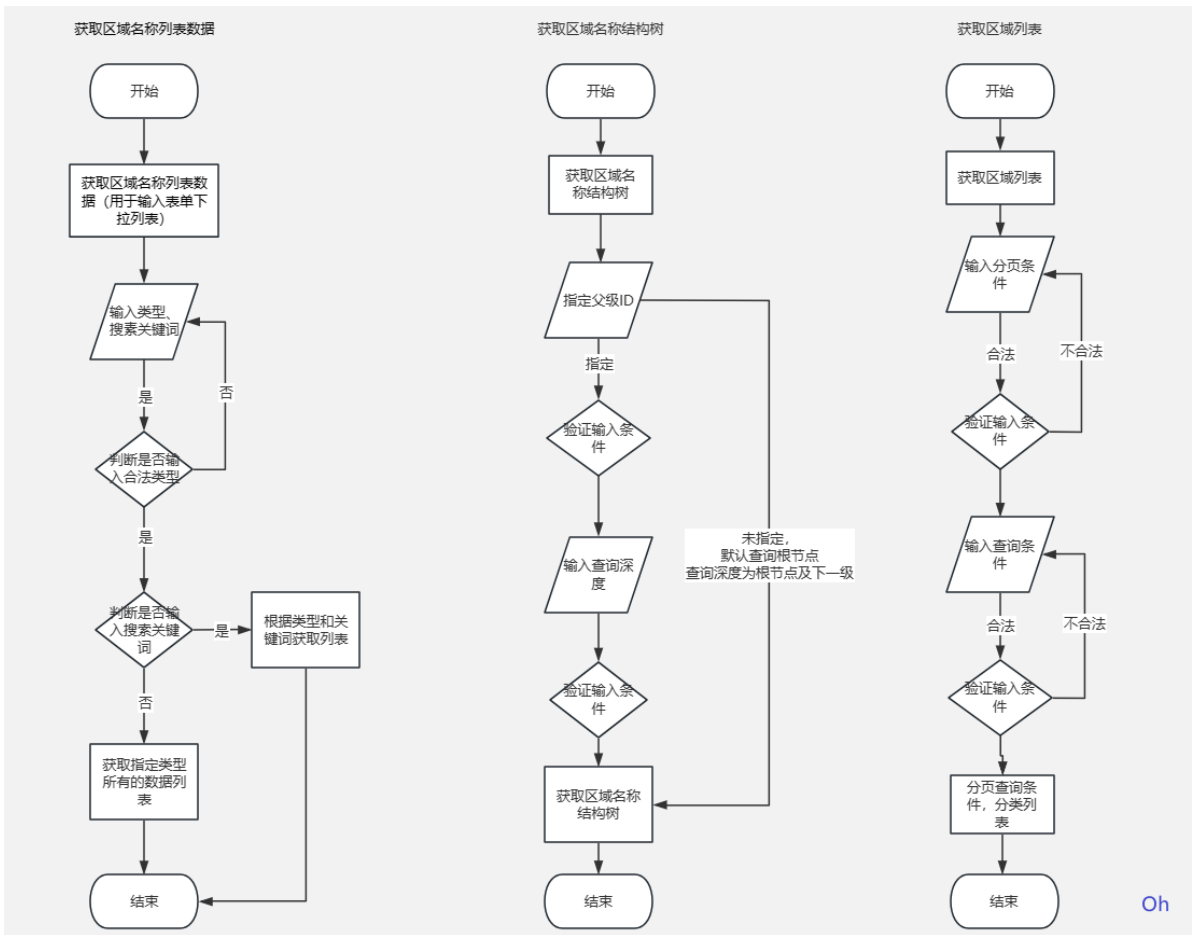 获取区域名称列表数据
开始
获取区域名称列表数
据（用于输入表单下
拉列表）
输入类型、
搜素关键词
是
否
判断是否输
入合法类型
是
判断是否输
入搜素关键
词
是
根据类型和关
键词获取列表
否
获取指定类型
所有的数据列
表
结束
获取区域名称结构树
开始
获取区域名
称结构树
指定父级ID
指定
验证输入条
件
输入查询深
度
未指定，
默认查询根节点
查询深度为根节点及下一级
验证输入条
件
获取区域名称
结构树
结束
获取区域列表
开始
获取区域列表
输入分页条
件
合法
不合法
验证输入条
件
输入查询条
件
合法
不合法
验证输入条
件
分页查询条
件，分类列
表
结束
Oh